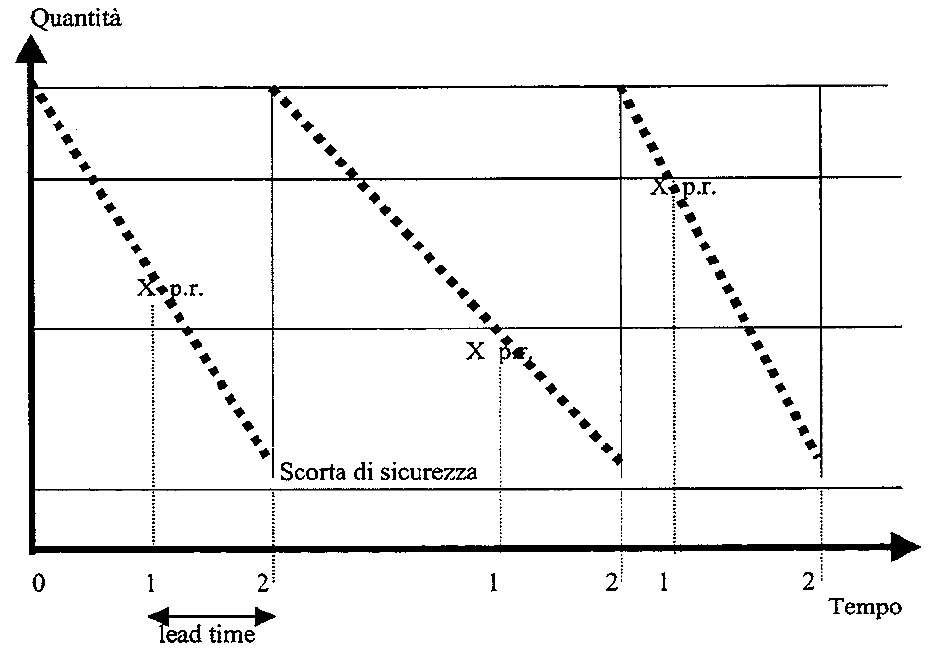 Quantità
X p.r.
X p.r.
X p.r.
Scorta di sicurezza
0 1 2 1 2 1 2
Tempo
lead time